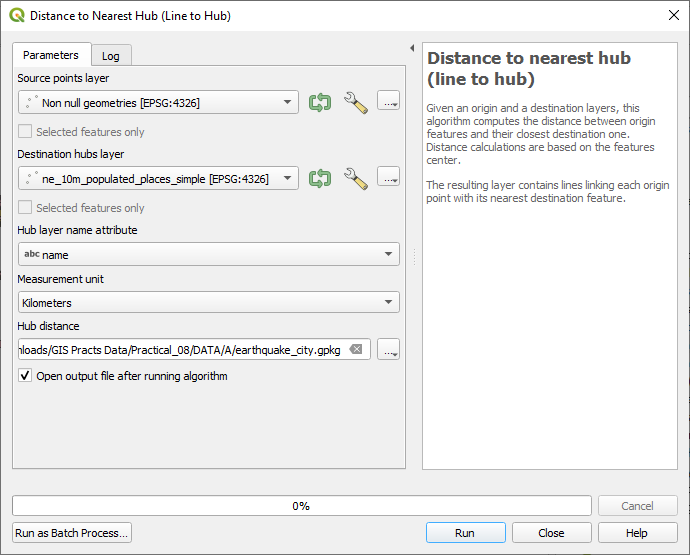 Distance to Nearest Hub (Line to Hub)
Parameters
Log
Source points layer
Non null geometries [EPSG:4326]
...
Selected features only
Destination hubs layer
ne_10m_populated_places_simple [EPSG:4326]
...
Selected features only
Hub layer name attribute
abc name
Measurement unit
Kilometers
Hub distance
nloads/GIS Practs Data/Practical_08/DATA/A/earthquake_city.gpkg
...
Open output file after running algorithm
Distance to nearest hub
(line to hub)
Given an origin and a destination layers, this
algorithm computes the distance between origin
features and their closest destination one.
Distance calculations are based on the features
center.
The resulting layer contains lines linking each origin
point with its nearest destination feature.
0%
Cancel
Run as Batch Process...
Run
Close
Help